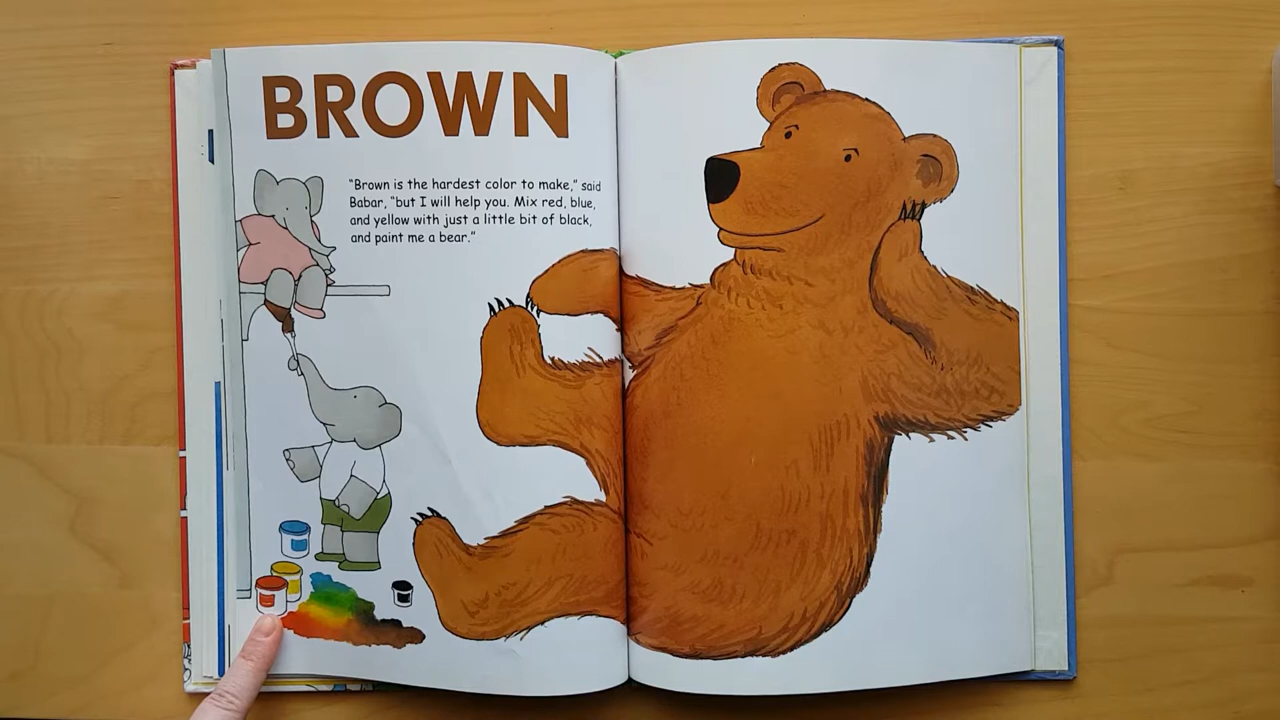 BROWN
“Brown is the hardest color to make,” said
Babar, “but I will help you. Mix red, blue,
and yellow with just a little bit of black,
and paint me a bear.”